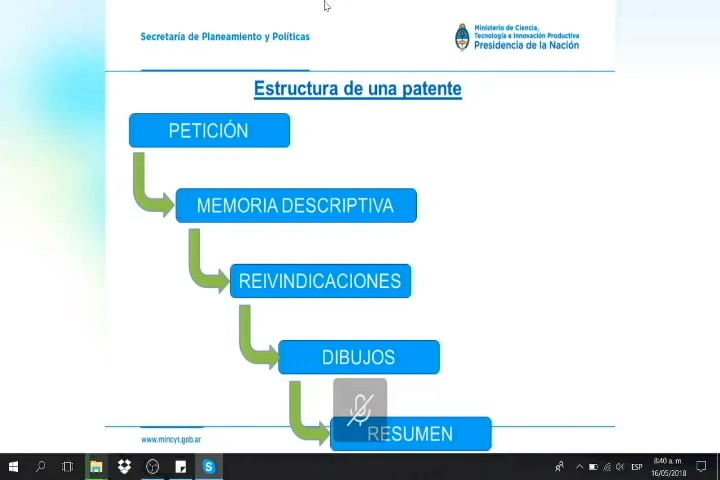 Secretaría de Planeamiento y Políticas
Ministerio de Ciencia,
Tecnología e Innovación Productiva
Presidencia de la Nación
Estructura de una patente
PETICIÓN
MEMORIA DESCRIPTIVA
REIVINDICACIONES
DIBUJOS
RESUMEN
www.mincyt.gob.ar
ESP
8:40 a. m.
16/05/2018